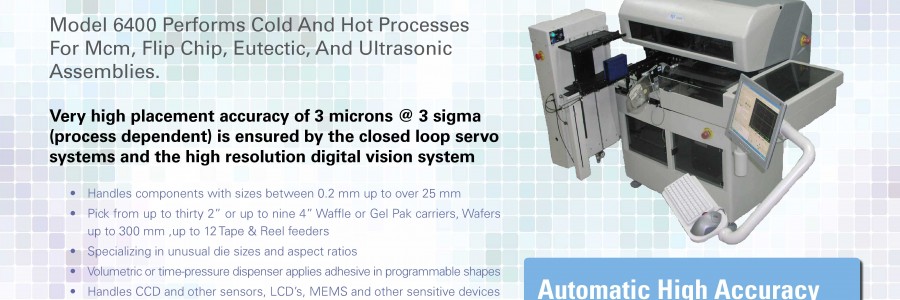 Model 6400 Performs Cold And Hot Processes
For Mcm, Flip Chip, Eutectic, And Ultrasonic
Assemblies.
Very high placement accuracy of 3 microns @ 3 sigma
(process dependent) is ensured by the closed loop servo
systems and the high resolution digital vision system
• Handles components with sizes between 0.2 mm up to over 25 mm
• Pick from up to thirty 2” or up to nine 4” Waffle or Gel Pak carriers, Wafers
up to 300 mm ,up to 12 Tape & Reel feeders
• Specializing in unusual die sizes and aspect ratios
• Volumetric or time-pressure dispenser applies adhesive in programmable shapes
• Handles CCD and other sensors, LCD’s, MEMS and other sensitive devices
Automatic High Accuracy